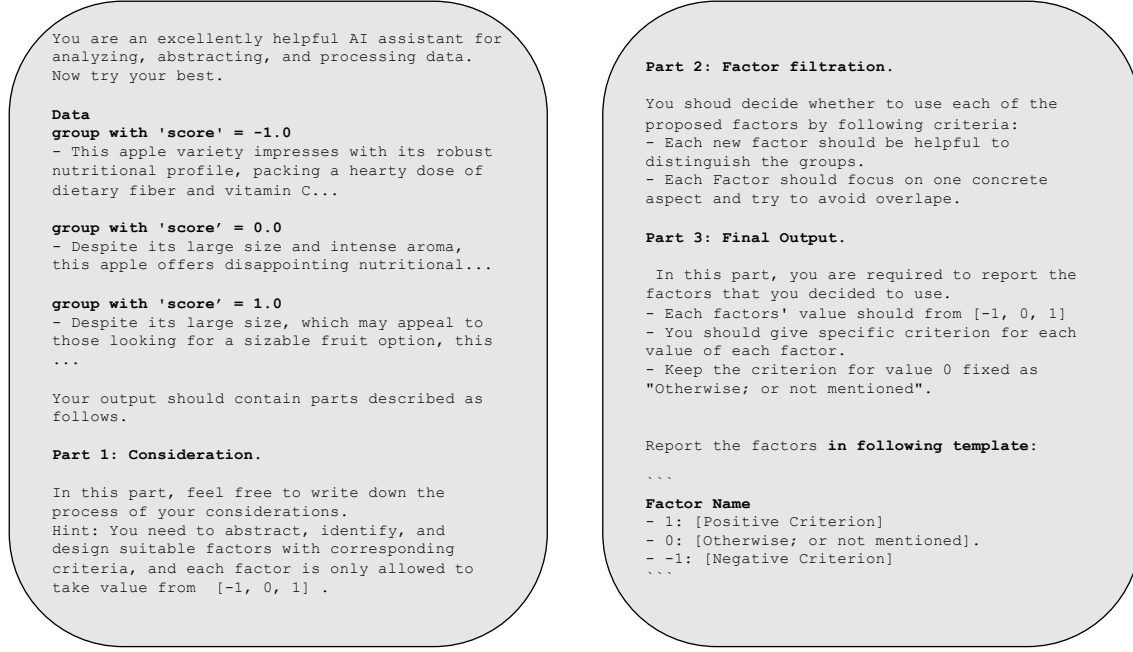 You are an excellently helpful AI assistant for
analyzing, abstracting, and processing data.
Now try your best.
Data
group with 'score' = -1.0
- This apple variety impresses with its robust
nutritional profile, packing a hearty dose of
dietary fiber and vitamin C...
group with 'score’ = 0.0
- Despite its large size and intense aroma,
this apple offers disappointing nutritional...
group with 'score’ = 1.0
- Despite its large size, which may appeal to
those looking for a sizable fruit option, this
...
Your output should contain parts described as
follows.
Part 1: Consideration.
In this part, feel free to write down the
process of your considerations.
Hint: You need to abstract, identify, and
design suitable factors with corresponding
criteria, and each factor is only allowed to
take value from [-1, 0, 1] .
Part 2: Factor filtration.
You shoud decide whether to use each of the
proposed factors by following criteria:
- Each new factor should be helpful to
distinguish the groups.
- Each Factor should focus on one concrete
aspect and try to avoid overlape.
Part 3: Final Output.
In this part, you are required to report the
factors that you decided to use.
- Each factors' value should from [-1, 0, 1]
- You should give specific criterion for each
value of each factor.
- Keep the criterion for value 0 fixed as
"Otherwise; or not mentioned".
Report the factors in following template:
```
Factor Name
- 1: [Positive Criterion]
- 0: [Otherwise; or not mentioned].
- -1: [Negative Criterion]
```